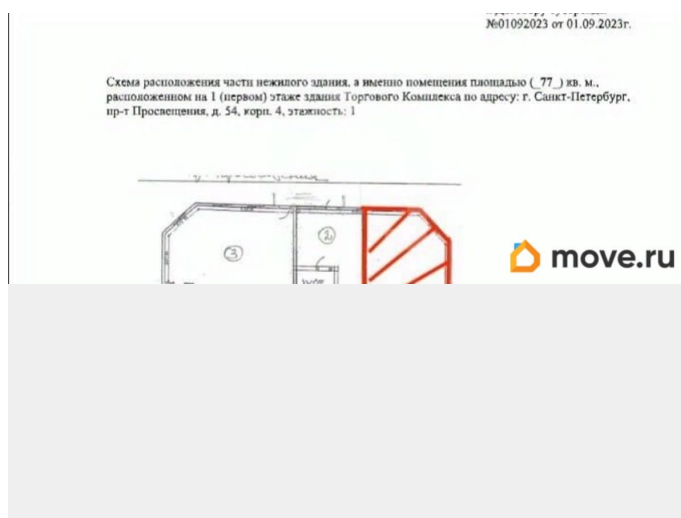 №01092023 от 01.09.2023г.
Схема расположения части нежилого здания, а именно помещения площадью (_77_) кв. м.,
расположенном на 1 (первом) этаже здания Торгового Комплекса по адресу: г. Санкт-Петербург,
пр-т Просвещения, д. 54, корп. 4, этажность: 1
2
3
move.ru